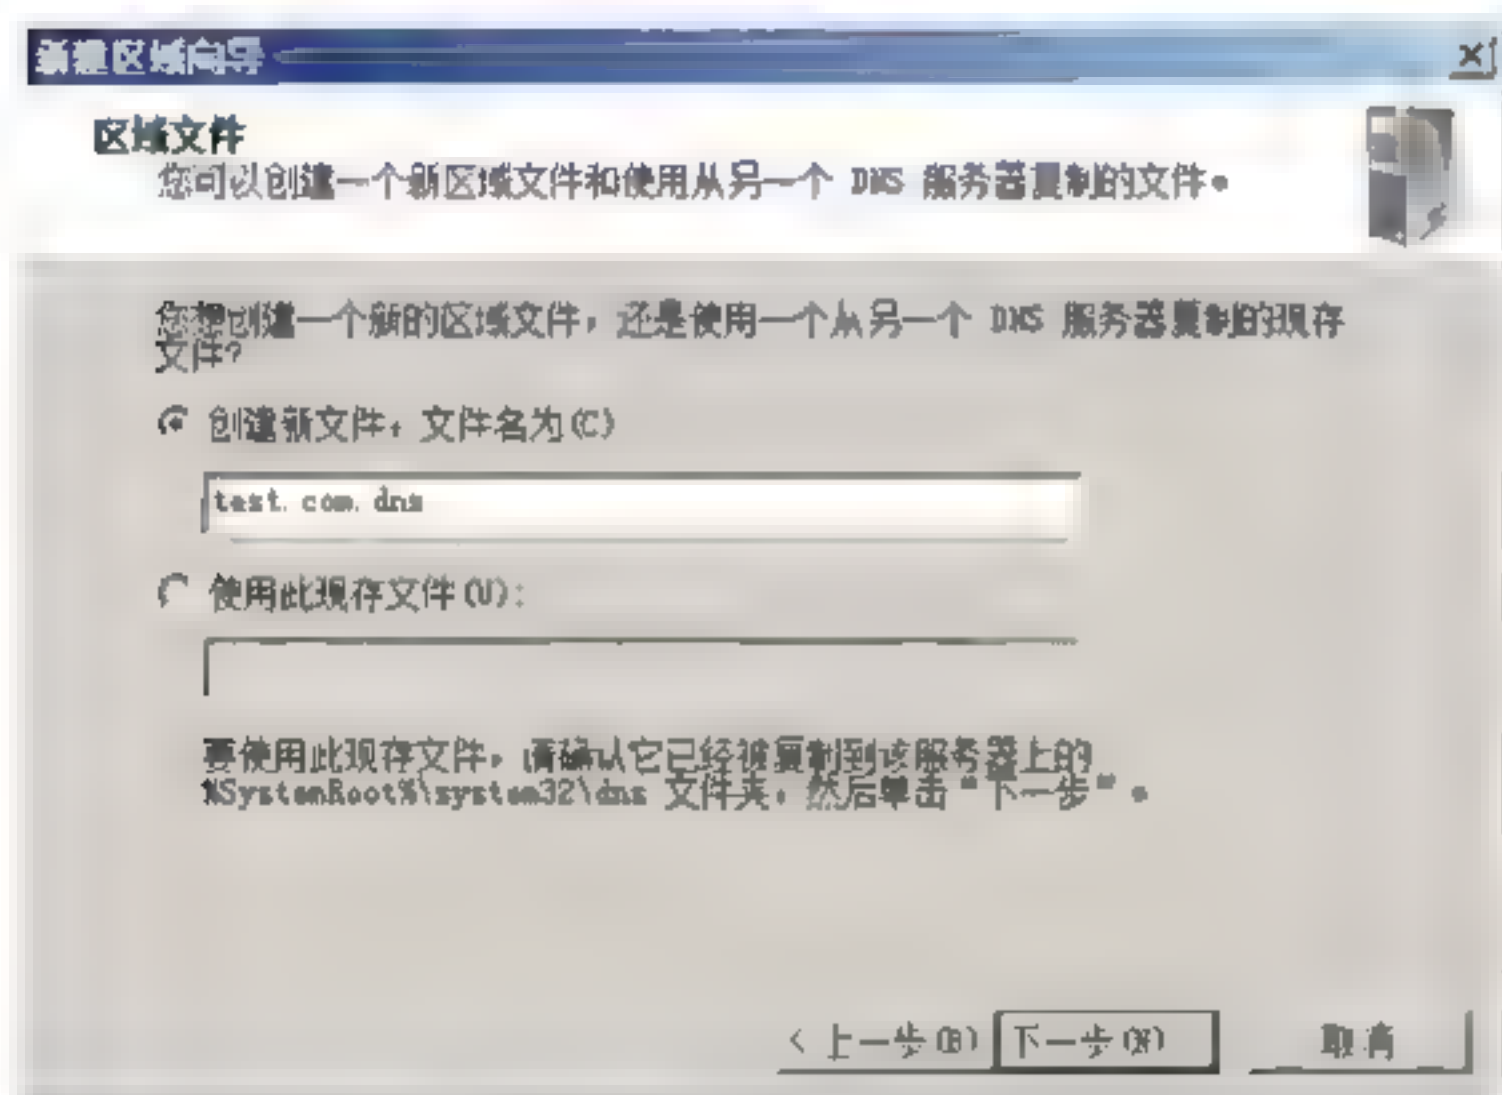 新建区域向导
区域文件
您可以创建一个新区域文件和使用从另一个 DNS 服务器复制的文件。
您想创建一个新的区域文件，还是使用一个从另一个 DNS 服务器复制的现存
文件?
创建新文件，文件名为(C)
test.com.dns
使用此现存文件(U):
要使用此现存文件，请确认它已经被复制到该服务器上的
%SystemRoot%\system32\dns 文件夹，然后单击“下一步”。
< 上一步(B)
下一步(N)
取消